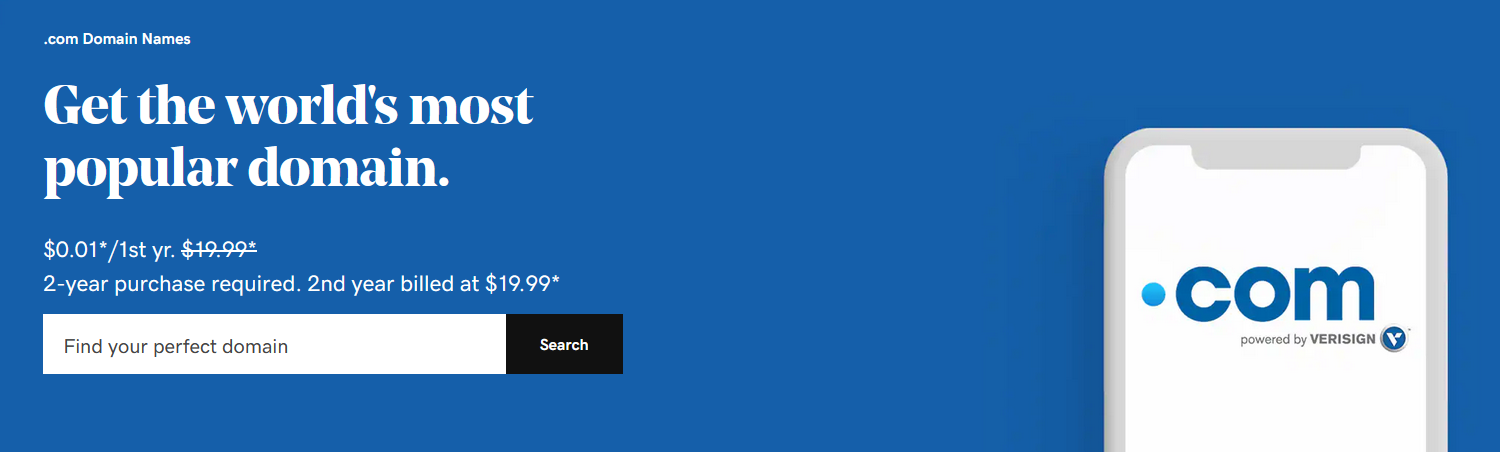 .com Domain Names
Get the world's most
popular domain.
$0.01*/1st yr. $19.99*
2-year purchase required. 2nd year billed at $19.99*
Find your perfect domain
Search
.com
powered by VERISIGN